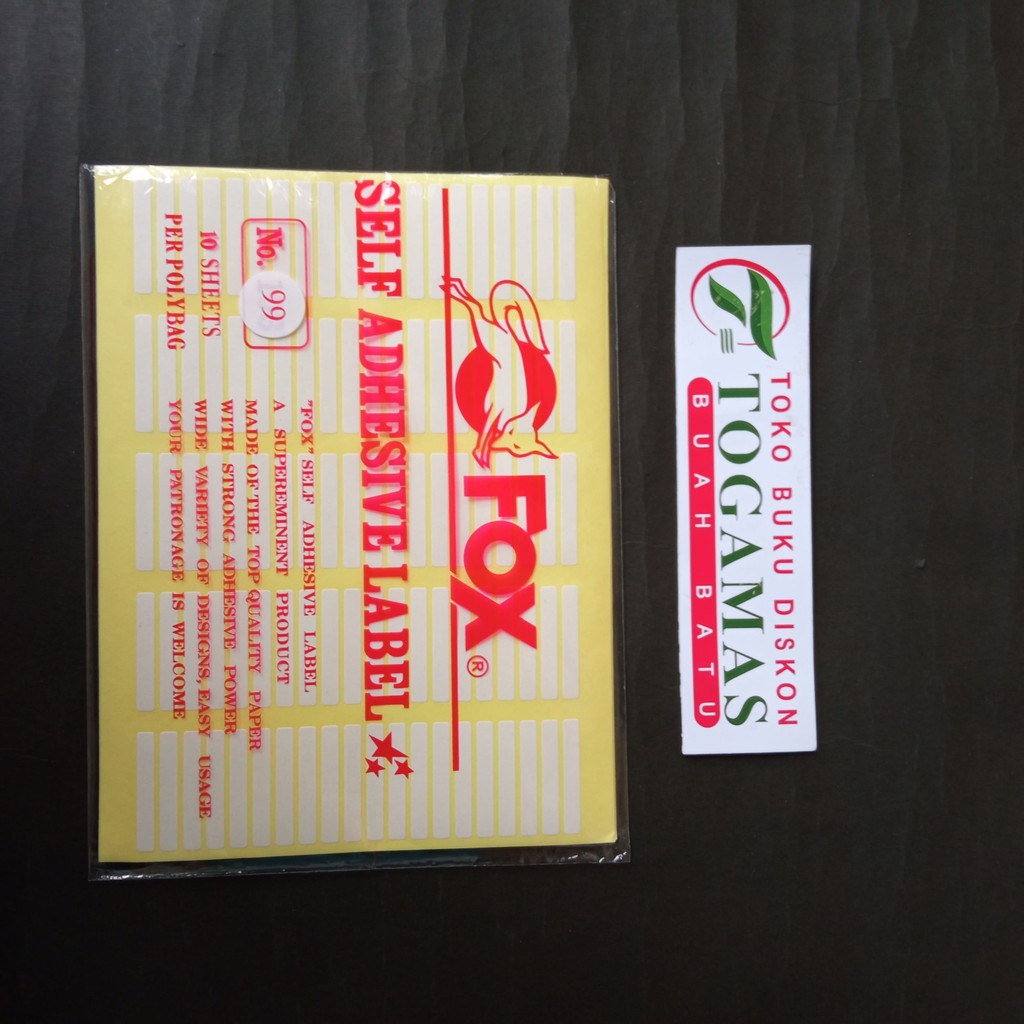 FOX®
SELF ADHESIVE LABEL
No. 99
10 SHEETS
PER POLYBAG
"FOX" SELF ADHESIVE LABEL
A SUPEREMINENT PRODUCT
MADE OF THE TOP QUALITY PAPER
WITH STRONG ADHESIVE POWER
WIDE VARIETY OF DESIGNS, EASY USAGE
YOUR PATRONAGE IS WELCOME
TOKO BUKU DISKON
TOGAMAS
BUAH BATU